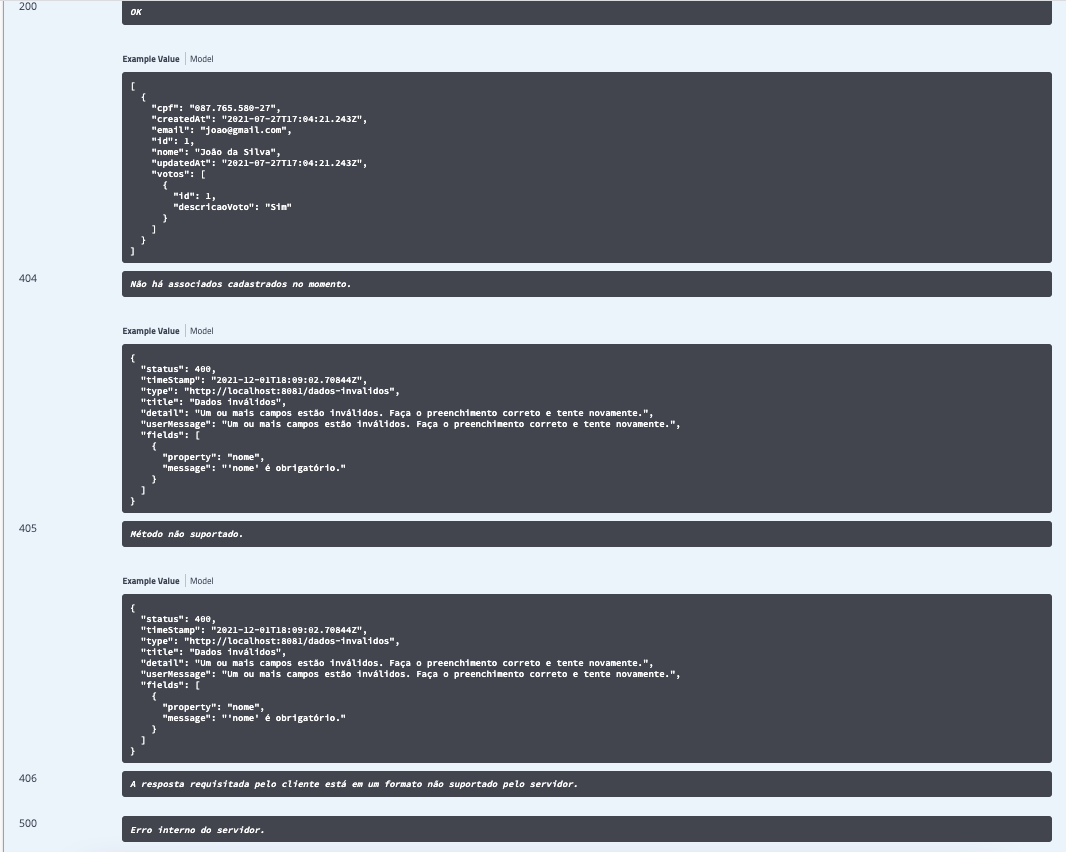 200
OK
Example Value | Model
[
  {
    "cpf": "087.765.580-27",
    "createdAt": "2021-07-27T17:04:21.243Z",
    "email": "joao@gmail.com",
    "id": 1,
    "nome": "João da Silva",
    "updatedAt": "2021-07-27T17:04:21.243Z",
    "votos": [
      {
        "id": 1,
        "descricaoVoto": "Sim"
      }
    ]
  }
]
404
Não há associados cadastrados no momento.
Example Value | Model
{
  "status": 400,
  "timeStamp": "2021-12-01T18:09:02.70844Z",
  "type": "http://localhost:8081/dados-invalidos",
  "title": "Dados inválidos",
  "detail": "Um ou mais campos estão inválidos. Faça o preenchimento correto e tente novamente.",
  "userMessage": "Um ou mais campos estão inválidos. Faça o preenchimento correto e tente novamente.",
  "fields": [
    {
      "property": "nome",
      "message": "'nome' é obrigatório."
    }
  ]
}
405
Método não suportado.
Example Value | Model
{
  "status": 400,
  "timeStamp": "2021-12-01T18:09:02.70844Z",
  "type": "http://localhost:8081/dados-invalidos",
  "title": "Dados inválidos",
  "detail": "Um ou mais campos estão inválidos. Faça o preenchimento correto e tente novamente.",
  "userMessage": "Um ou mais campos estão inválidos. Faça o preenchimento correto e tente novamente.",
  "fields": [
    {
      "property": "nome",
      "message": "'nome' é obrigatório."
    }
  ]
}
406
A resposta requisitada pelo cliente está em um formato não suportado pelo servidor.
500
Erro interno do servidor.